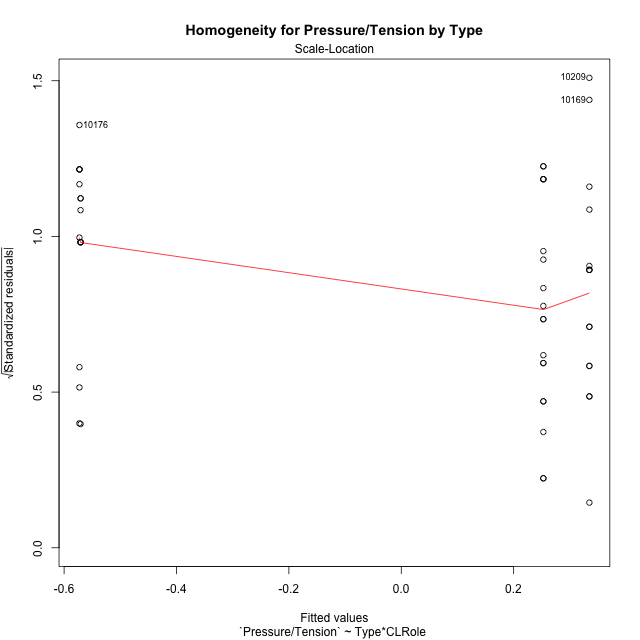 Homogeneity for Pressure/Tension by Type
Scale-Location
10209
10169
10176
1.5
1.0
0.5
0.0
√|Standardized residuals|
-0.6
-0.4
-0.2
0.0
0.2
Fitted values
`Pressure/Tension` ~ Type*CLRole